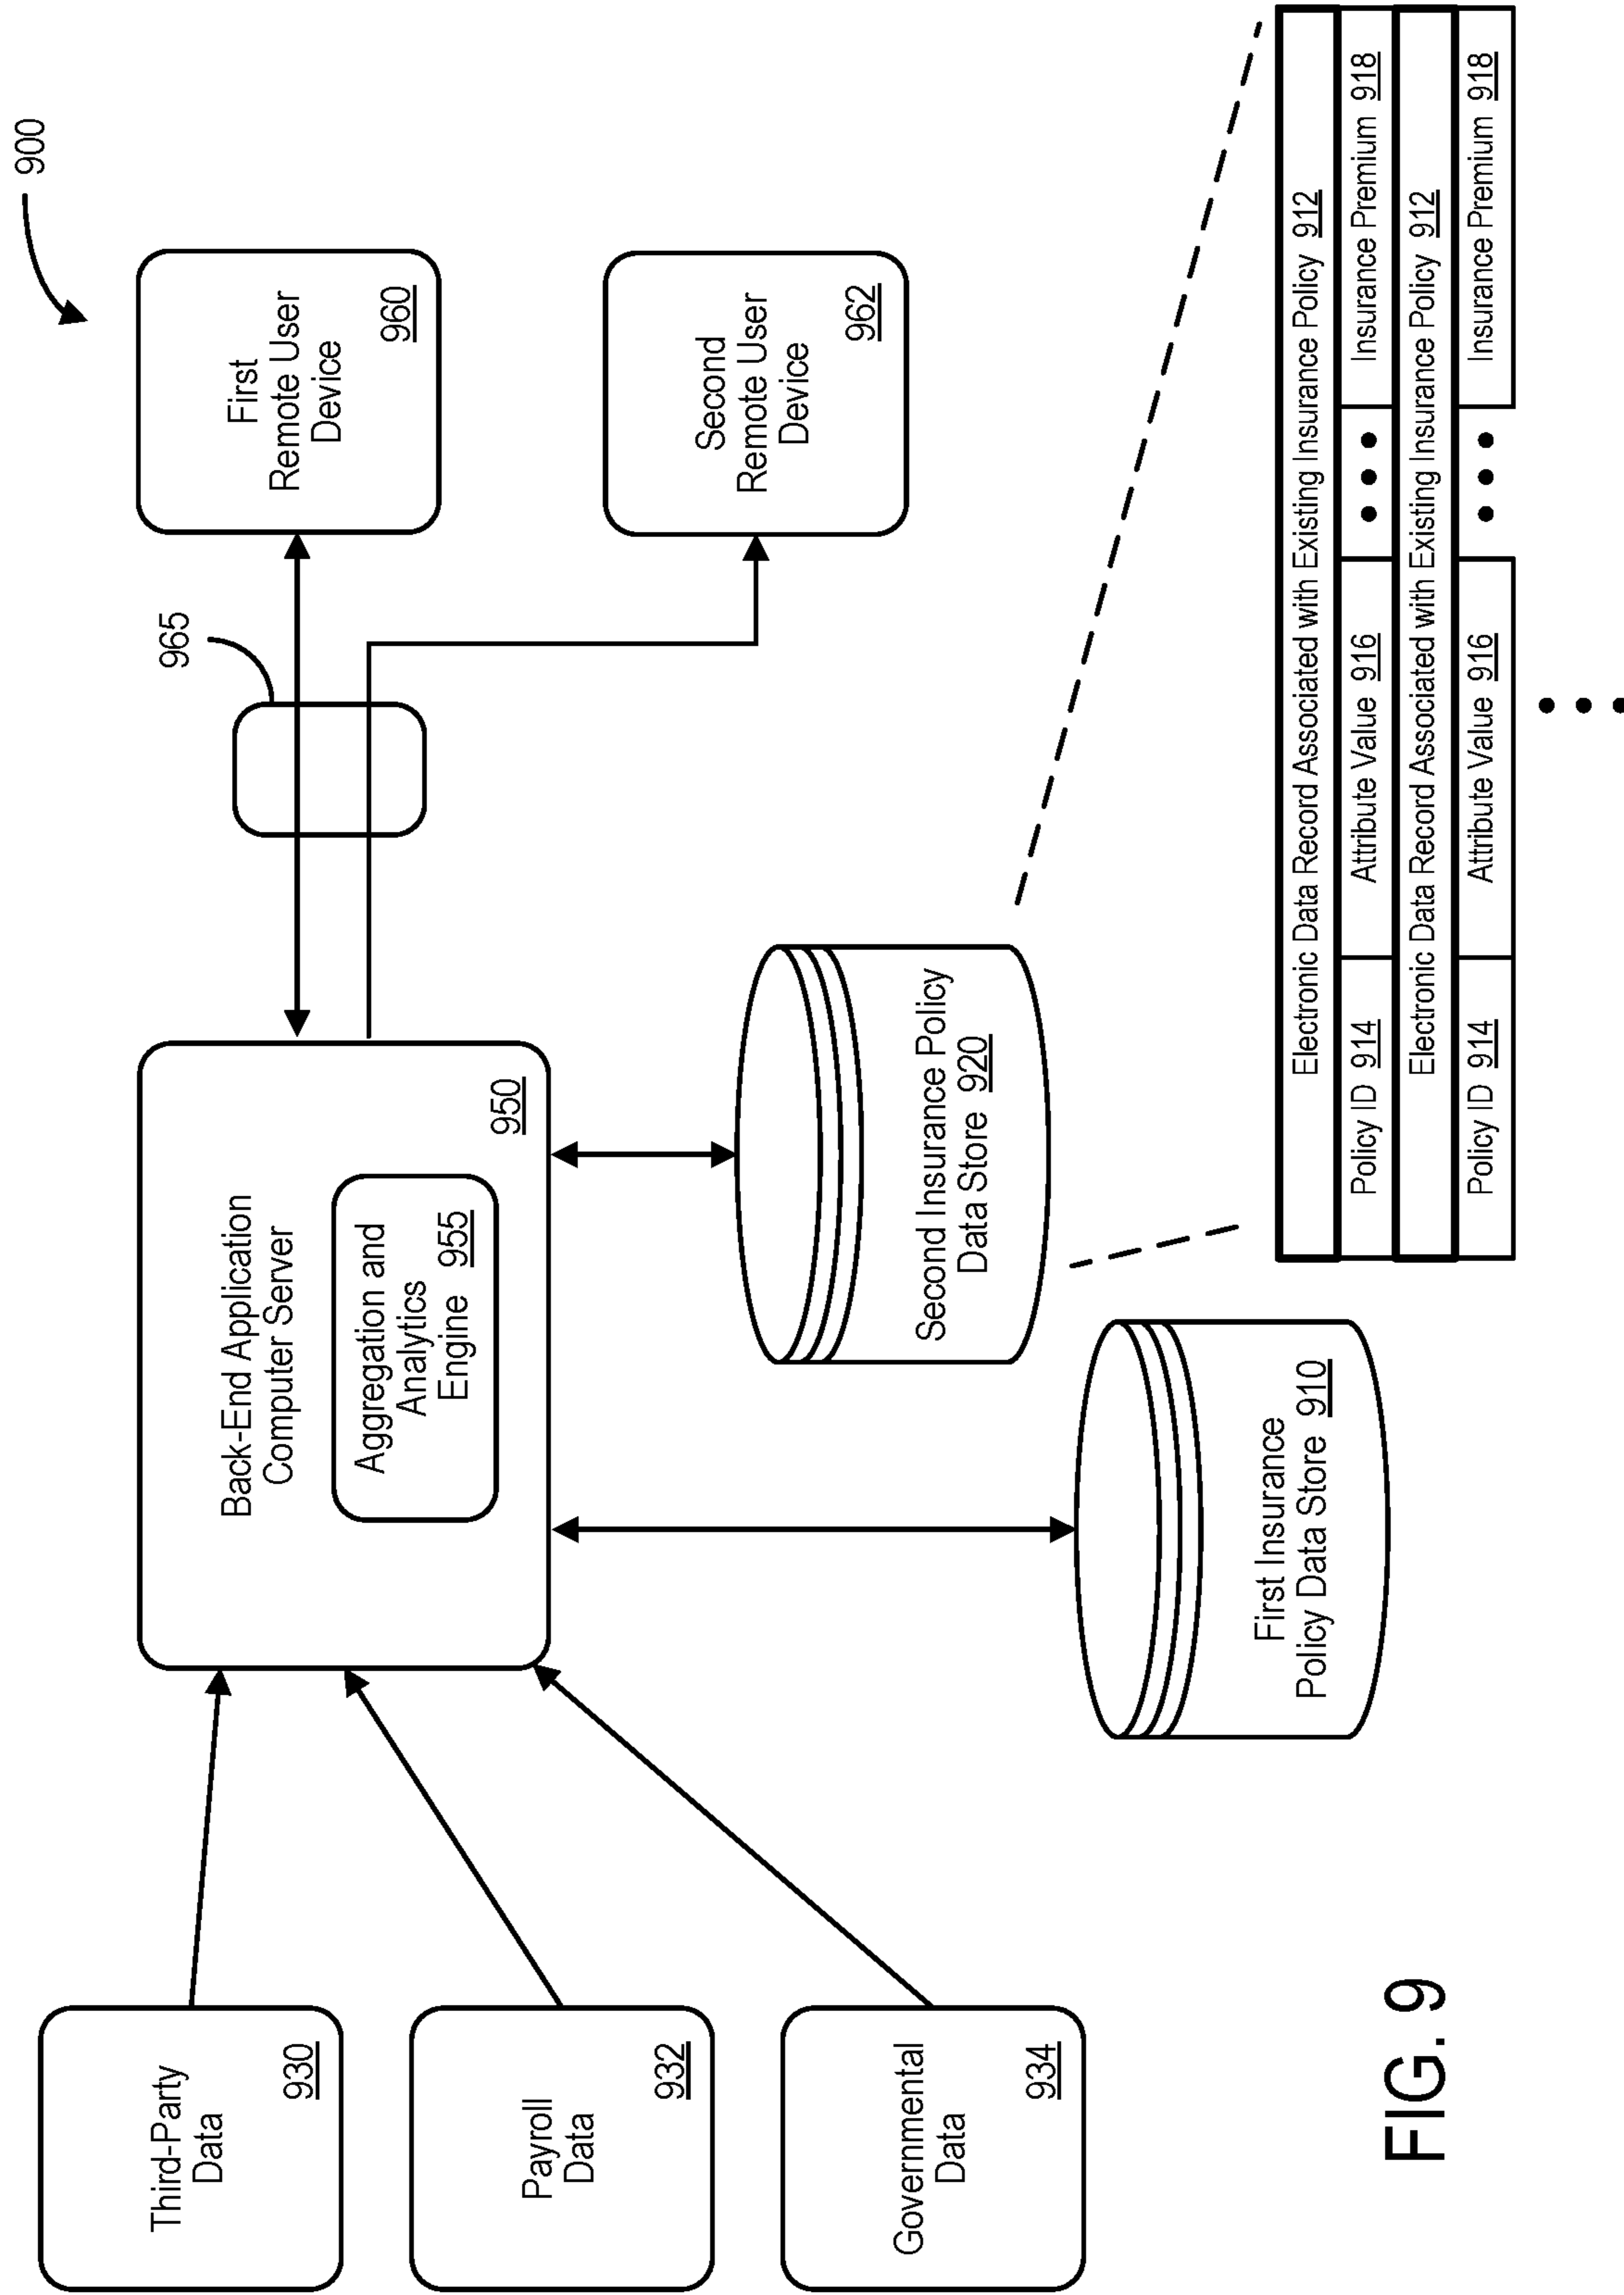 900
Third-Party
Data
930
Payroll
Data
932
Governmental
Data
934
Back-End Application
Computer Server
950
Aggregation and
Analytics
Engine 955
965
First
Remote User
Device
960
Second
Remote User
Device
962
First Insurance
Policy Data Store 910
Second Insurance Policy
Data Store 920
Electronic Data Record Associated with Existing Insurance Policy 912
Policy ID 914 Attribute Value 916 Insurance Premium 918
Electronic Data Record Associated with Existing Insurance Policy 912
Policy ID 914 Attribute Value 916 Insurance Premium 918
FIG. 9